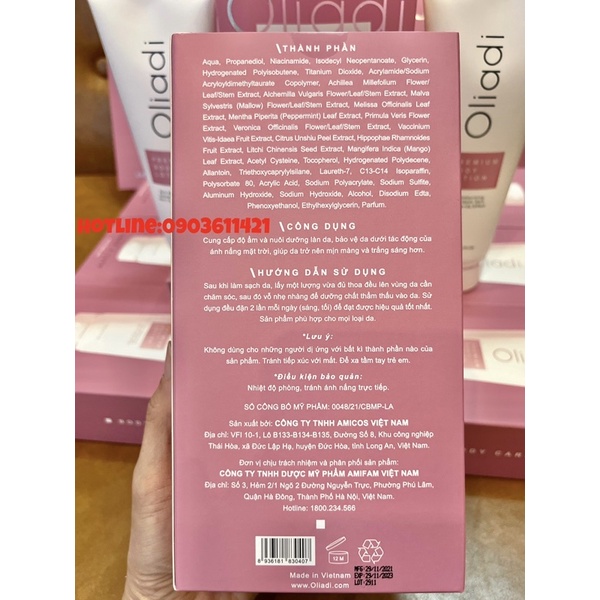 Oliadi
Oliadi
THÀNH PHẦN
Aqua, Propanediol, Niacinamide, Isodecyl Neopentanoate, Glycerin,
Hydrogenated Polyisobutene, Titanium Dioxide, Acrylamide/Sodium
Acryloyldimethyltaurate Copolymer, Achillea Millefolium Flower/
Leaf/Stem Extract, Alchemilla Vulgaris Flower/Leaf/Stem Extract, Malva
Sylvestris (Mallow) Flower/Leaf/Stem Extract, Melissa Officinalis Leaf
Extract, Mentha Piperita (Peppermint) Leaf Extract, Primula Veris Flower
Extract, Veronica Officinalis Flower/Leaf/Stem Extract, Vaccinium
Vitis-Idaea Fruit Extract, Citrus Unshiu Peel Extract, Hippophae Rhamnoides
Fruit Extract, Litchi Chinensis Seed Extract, Mangifera Indica (Mango)
Leaf Extract, Acetyl Cysteine, Tocopherol, Hydrogenated Polydecene,
Allantoin, Triethoxycaprylylsilane, Laureth-7, C13-C14 Isoparaffin,
Polysorbate 80, Acrylic Acid, Sodium Polyacrylate, Sodium Sulfite,
Aluminum Hydroxide, Sodium Hydroxide, Alcohol, Disodium Edta,
Phenoxyethanol, Ethylhexylglycerin, Parfum.
HOTLINE:0903611421
CÔNG DỤNG
Cung cấp độ ẩm và nuôi dưỡng làn da, bảo vệ da dưới tác động của
ánh nắng mặt trời, giúp da trở nên mịn màng và trắng sáng hơn.
HƯỚNG DẪN SỬ DỤNG
Sau khi làm sạch da, lấy một lượng vừa đủ thoa đều lên vùng da cần
chăm sóc, sau đó vỗ nhẹ nhàng để dưỡng chất thẩm thấu vào da. Sử
dụng đều đặn 2 lần mỗi ngày (sáng, tối) để đạt được hiệu quả tốt nhất.
Sản phẩm phù hợp cho mọi loại da.
*Lưu ý:
Không dùng cho những người dị ứng với bất kì thành phần nào của
sản phẩm. Tránh tiếp xúc với mắt. Để xa tầm tay trẻ em.
*Điều kiện bảo quản:
Nhiệt độ phòng, tránh ánh nắng trực tiếp.
SỐ CÔNG BỐ MỸ PHẨM: 0048/21/CBMP-LA
Sản xuất bởi: CÔNG TY TNHH AMICOS VIỆT NAM
Địa chỉ: VFI 10-1, Lô B133-B134-B135, Đường Số 8, Khu công nghiệp
Thái Hòa, xã Đức Lập Hạ, huyện Đức Hòa, tỉnh Long An, Việt Nam.
Đơn vị chịu trách nhiệm và phân phối sản phẩm:
CÔNG TY TNHH DƯỢC MỸ PHẨM AMIFAM VIỆT NAM
Địa chỉ: Số 3, Hẻm 2/1 Ngõ 2 Đường Nguyễn Trực, Phường Phú Lãm,
Quận Hà Đông, Thành Phố Hà Nội, Việt Nam.
Hotline: 1800.234.566
8 936181 830407
12 M
MFG:29/11/2021
EXP:29/11/2023
LOT:2911
Made in Vietnam
www.Oliadi.com